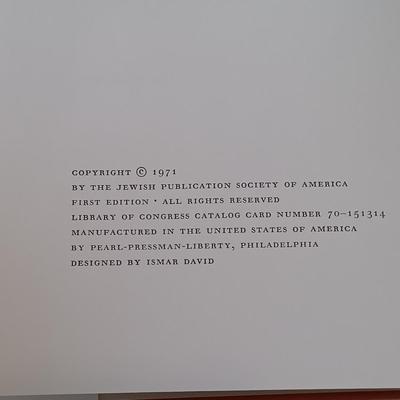 COPYRIGHT © 1971
BY THE JEWISH PUBLICATION SOCIETY OF AMERICA
FIRST EDITION · ALL RIGHTS RESERVED
LIBRARY OF CONGRESS CATALOG CARD NUMBER 70–151314
MANUFACTURED IN THE UNITED STATES OF AMERICA
BY PEARL-PRESSMAN-LIBERTY, PHILADELPHIA
DESIGNED BY ISMAR DAVID